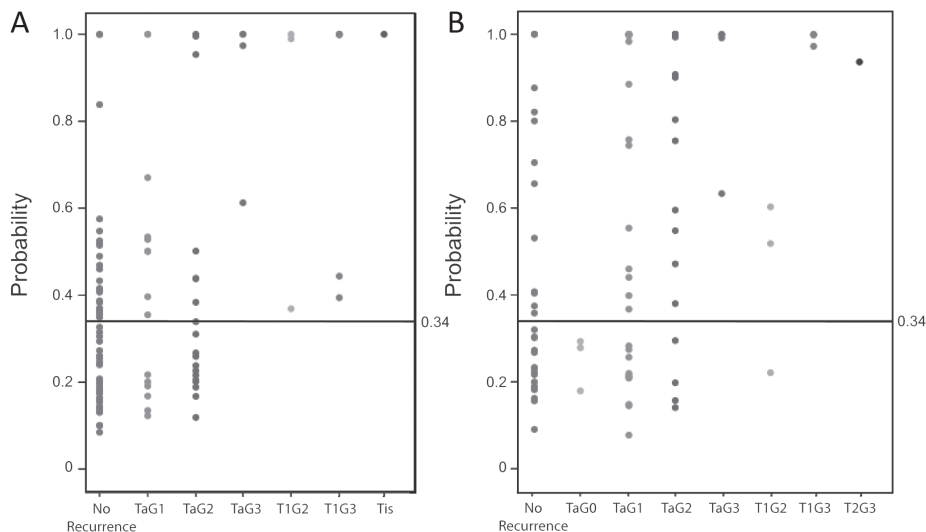 A
Probability
1.0
0.8
0.6
0.4
0.2
0
0.34
No Recurrence
TaG1
TaG2
TaG3
T1G2
T1G3
Tis
B
Probability
1.0
0.8
0.6
0.4
0.2
0
0.34
No Recurrence
TaG0
TaG1
TaG2
TaG3
T1G2
T1G3
T2G3